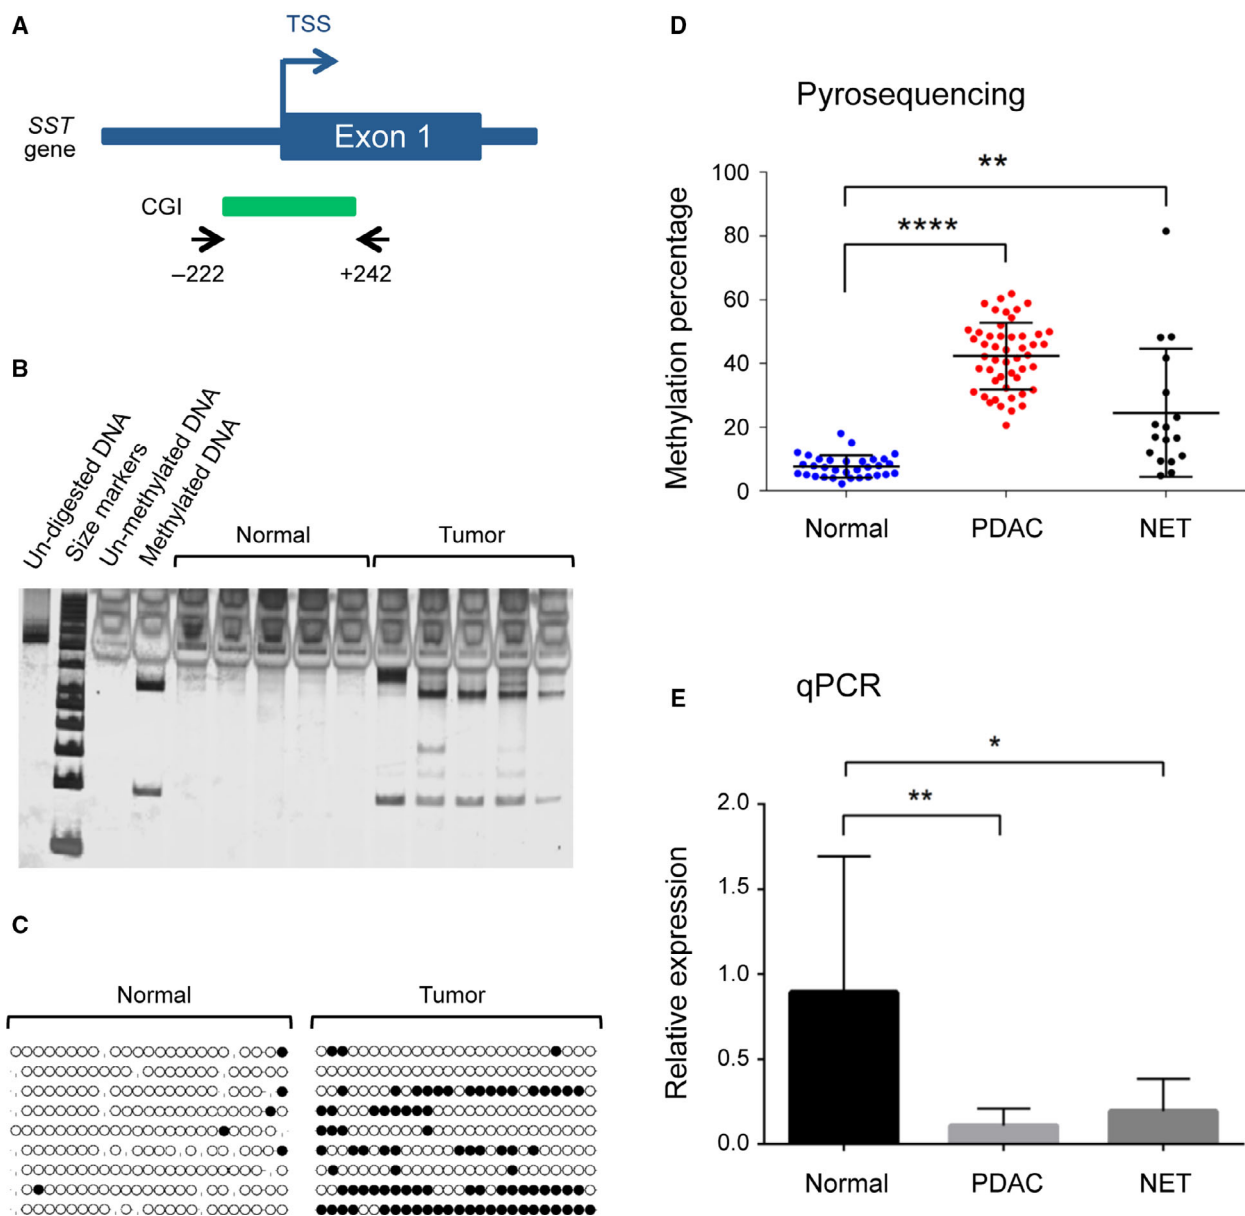 A
TSS
SST
gene
Exon 1
CGI
–222
+242
B
Un-digested DNA
Size markers
Un-methylated DNA
Methylated DNA
Normal
Tumor
C
Normal
Tumor
D
Pyrosequencing
Methylation percentage
100
80
60
40
20
0
**
****
Normal
PDAC
NET
E
qPCR
Relative expression
2.0
1.5
1.0
0.5
0.0
*
**
Normal
PDAC
NET